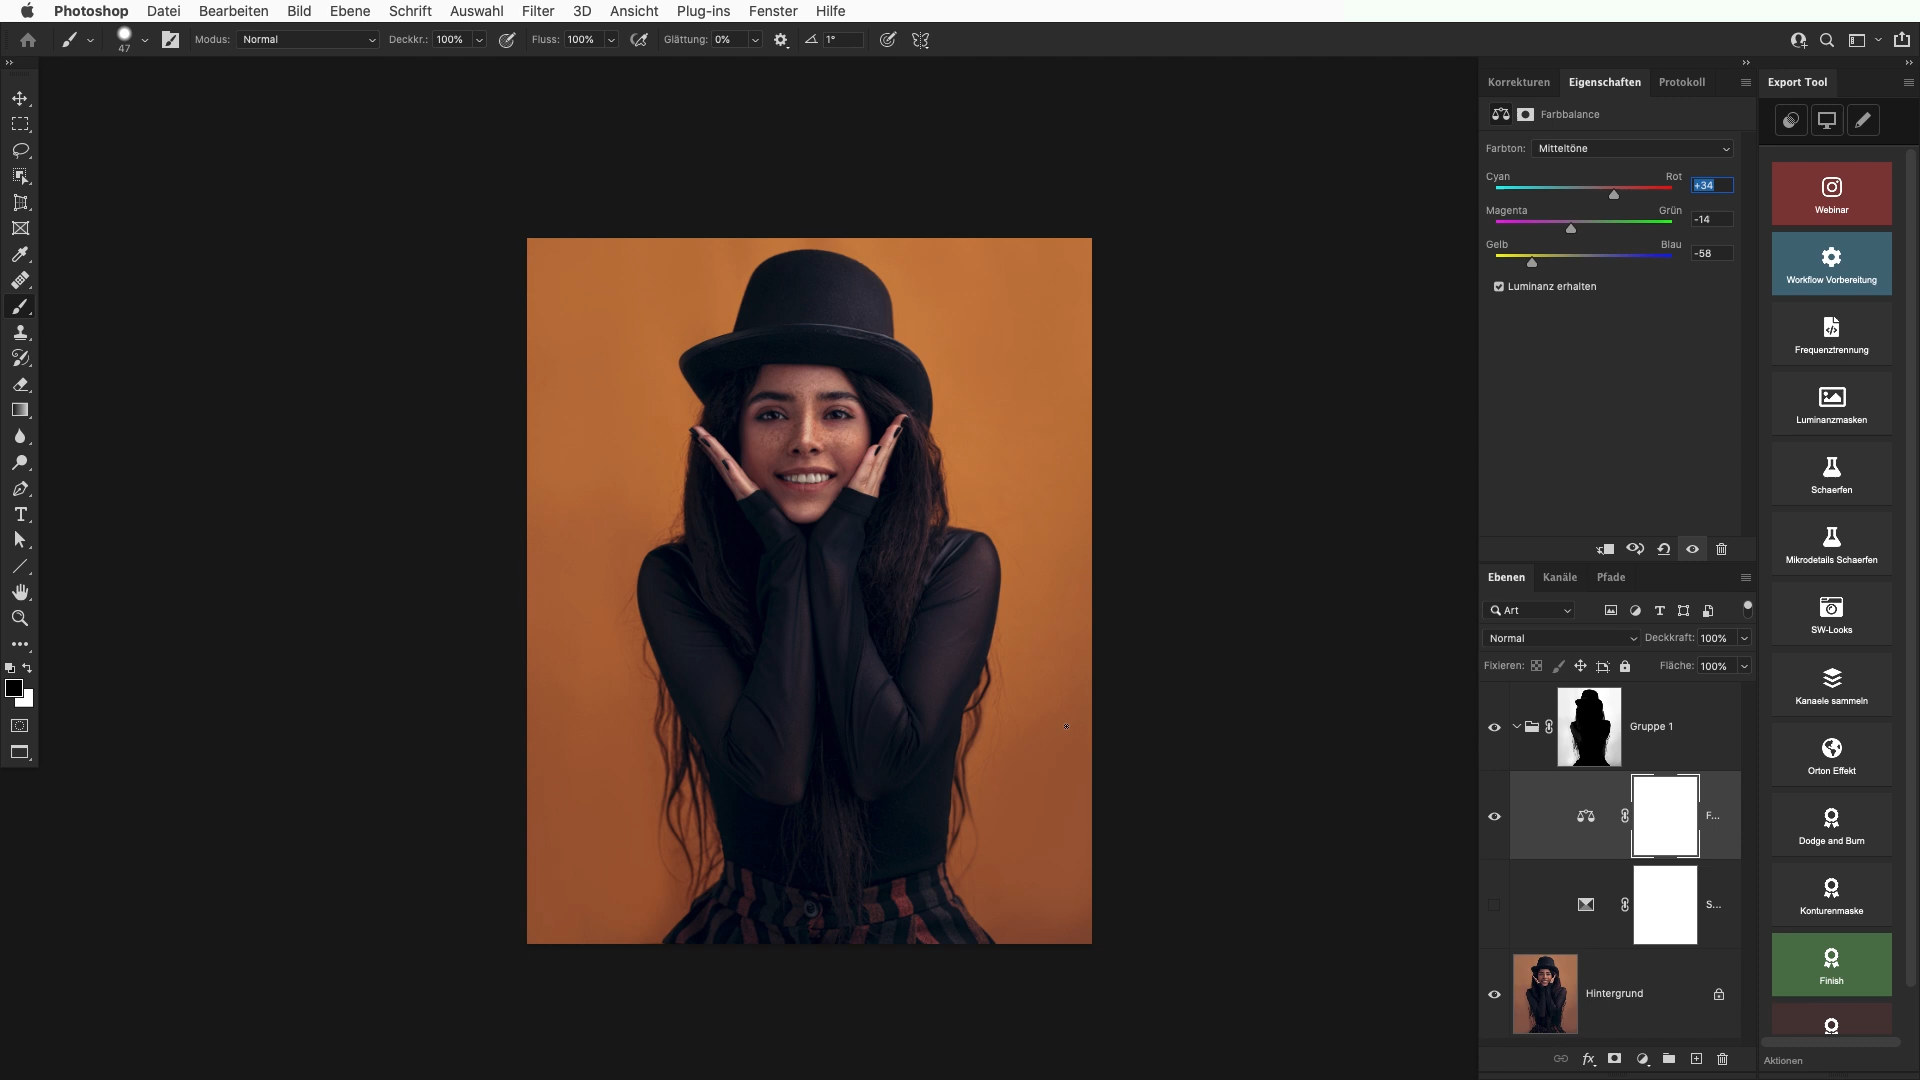 Photoshop Datei Bearbeiten Bild Ebene Schrift Auswahl Filter 3D Ansicht Plug-ins Fenster Hilfe
47 Modus: Normal Deckkr.: 100% Fluss: 100% Glättung: 0% 1°
Korrekturen Eigenschaften Protokoll
Farbbalance
Farbton: Mitteltöne
Cyan Rot +34
Magenta Grün -14
Gelb Blau -58
Luminanz erhalten
Ebenen Kanäle Pfade
Art
Normal Deckkraft: 100%
Fixieren: Fläche: 100%
Gruppe 1
F...
S...
Hintergrund
Export Tool
Webinar
Workflow Vorbereitung
Frequenztrennung
Luminanzmasken
Schaerfen
Mikrodetails Schaerfen
SW-Looks
Kanaele sammeln
Orton Effekt
Dodge and Burn
Konturenmaske
Finish
Aktionen